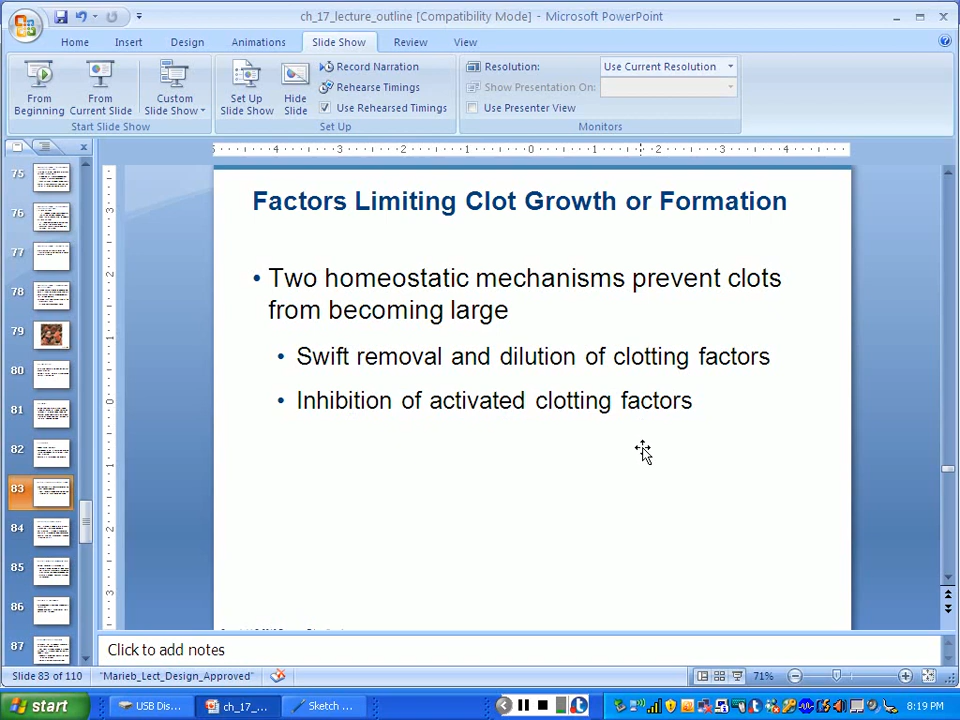 ch_17_lecture_outline [Compatibility Mode] - Microsoft PowerPoint
Home Insert Design Animations Slide Show Review View
From Beginning
From Current Slide
Custom Slide Show
Start Slide Show
Set Up Slide Show
Hide Slide
Record Narration
Rehearse Timings
Use Rehearsed Timings
Set Up
Resolution: Use Current Resolution
Show Presentation On:
Use Presenter View
Monitors
75
76
77
78
79
80
81
82
83
84
85
86
87
Factors Limiting Clot Growth or Formation
• Two homeostatic mechanisms prevent clots
from becoming large
• Swift removal and dilution of clotting factors
• Inhibition of activated clotting factors
Click to add notes
Slide 83 of 110 "Marieb_Lect_Design_Approved" 71%
start USB Dis... ch_17_... Sketch ... 8:19 PM